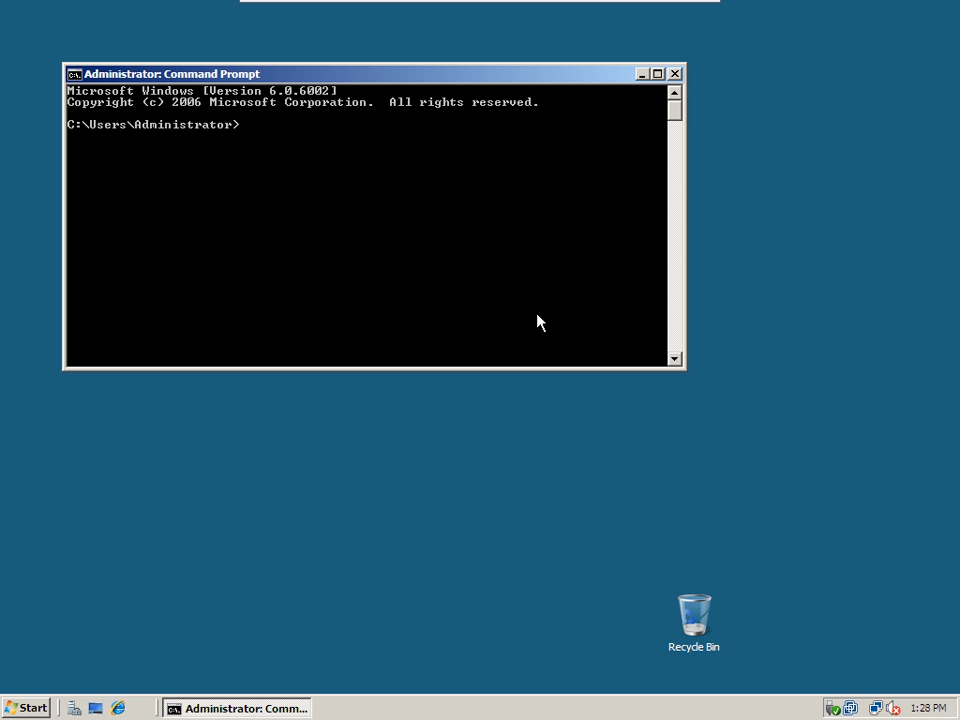 Administrator: Command Prompt
Microsoft Windows [Version 6.0.6002]
Copyright (c) 2006 Microsoft Corporation.  All rights reserved.
C:\Users\Administrator>
Recycle Bin
Start
Administrator: Comm...
1:28 PM